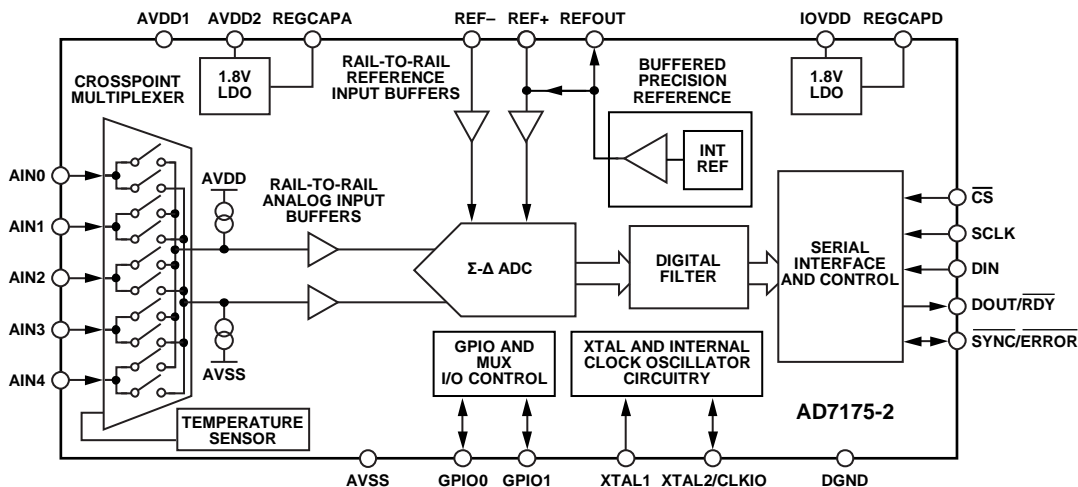 AVDD1
AVDD2
REGCAPA
REF–
REF+
REFOUT
IOVDD
REGCAPD
CROSSPOINT
MULTIPLEXER
1.8V
LDO
RAIL-TO-RAIL
REFERENCE
INPUT BUFFERS
BUFFERED
PRECISION
REFERENCE
INT
REF
1.8V
LDO
AIN0
AIN1
AIN2
AIN3
AIN4
AVDD
RAIL-TO-RAIL
ANALOG INPUT
BUFFERS
AVSS
Σ-Δ ADC
DIGITAL
FILTER
SERIAL
INTERFACE
AND CONTROL
CS
SCLK
DIN
DOUT/RDY
SYNC/ERROR
GPIO AND
MUX
I/O CONTROL
XTAL AND INTERNAL
CLOCK OSCILLATOR
CIRCUITRY
TEMPERATURE
SENSOR
AD7175-2
AVSS
GPIO0
GPIO1
XTAL1
XTAL2/CLKIO
DGND